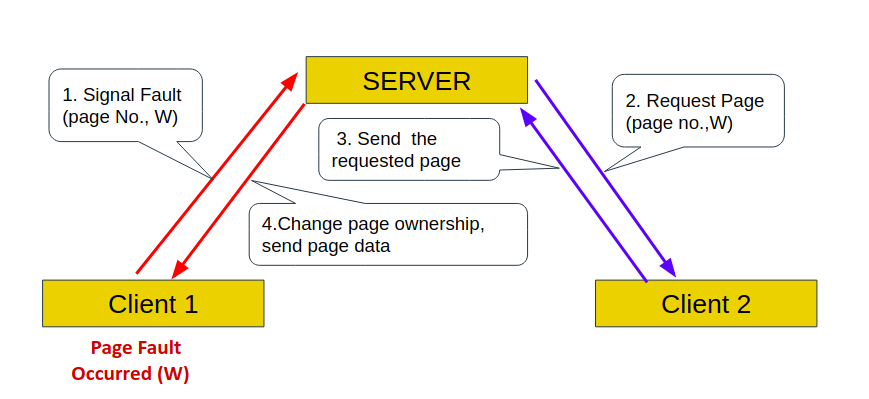 SERVER
1. Signal Fault
(page No., W)
2. Request Page
(page no.,W)
3. Send the
requested page
4.Change page ownership,
send page data
Client 1
Client 2
Page Fault
Occurred (W)